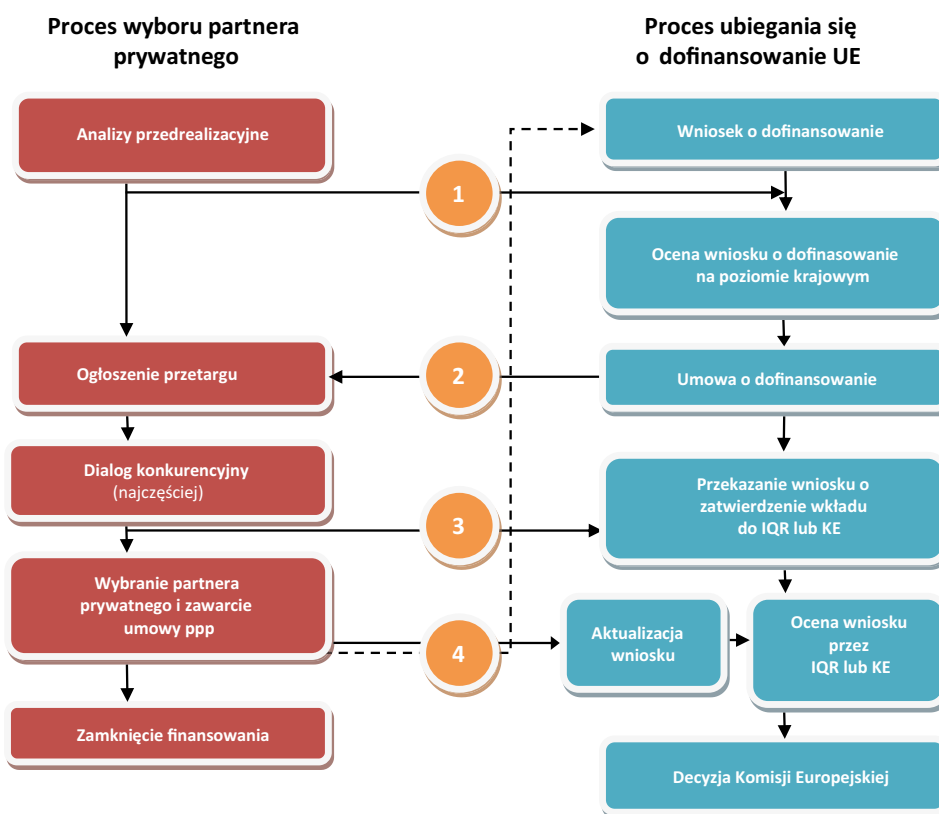 Proces wyboru partnera
prywatnego
Proces ubiegania się
o dofinansowanie UE
Analizy przedrealizacyjne
Wniosek o dofinansowanie
1
Ocena wniosku o dofinasowanie
na poziomie krajowym
Ogłoszenie przetargu
2
Umowa o dofinansowanie
Dialog konkurencyjny
(najczęściej)
Przekazanie wniosku o
zatwierdzenie wkładu
do IQR lub KE
3
Wybranie partnera
prywatnego i zawarcie
umowy ppp
4
Aktualizacja
wniosku
Ocena wniosku
przez
IQR lub KE
Zamknięcie finansowania
Decyzja Komisji Europejskiej